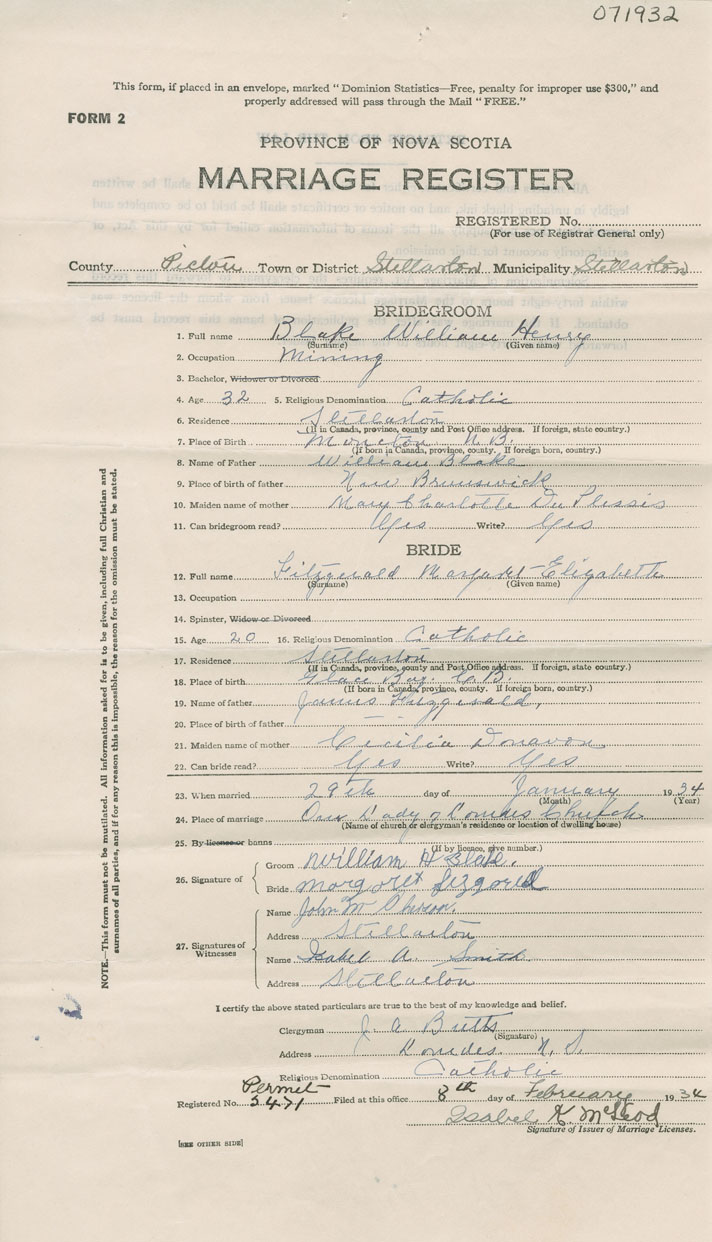 071932
This form, if placed in an envelope, marked "Dominion Statistics—Free, penalty for improper use $300," and
properly addressed will pass through the Mail "FREE."
FORM 2
PROVINCE OF NOVA SCOTIA
MARRIAGE REGISTER
REGISTERED No.
(For use of Registrar General only)
County Pictou Town or District Stellarton Municipality Stellarton
BRIDEGROOM
1. Full name Blake William Henry
(Surname) (Given name)
2. Occupation Mining
3. Bachelor, Widower or Divorced
4. Age 32 5. Religious Denomination Catholic
6. Residence Stellarton
(If in Canada, province, county and Post Office address. If foreign, state country.)
7. Place of Birth Moncton N.B.
(If born in Canada, province, county. If foreign born, country.)
8. Name of Father William Blake
9. Place of birth of father New Brunswick
10. Maiden name of mother Mary Charlotte Du Plessis
11. Can bridegroom read? Yes Write? Yes
BRIDE
12. Full name Fitzgerald Margaret Elizabeth
(Surname) (Given name)
13. Occupation
14. Spinster, Widow or Divorced
15. Age 20 16. Religious Denomination Catholic
17. Residence Stellarton
(If in Canada, province, county and Post Office address. If foreign, state country.)
18. Place of birth Glace Bay. C.B.
(If born in Canada, province, county. If foreign born, country.)
19. Name of father James Fitzgerald,
20. Place of birth of father — —
21. Maiden name of mother Cecilia Donavon
22. Can bride read? Yes Write? Yes
23. When married 29th day of January 1934
(Month) (Year)
24. Place of marriage Our Lady of Lourdes Church
(Name of church or clergyman's residence or location of dwelling house)
25. By license or banns
(If by licence, give number.)
26. Signature of
Groom William H Blake.
Bride Margaret
27. Signatures of
Witnesses
Name John
Address Stellarton
Name Isabel A. Smith
Address Stellarton
I certify the above stated particulars are true to the best of my knowledge and belief.
Clergyman J. A Butts
(Signature)
Address Lourdes. N. S.
Religious Denomination Catholic
Permit
Registered No. 5471 Filed at this office 8th day of February 1934
Isabel K. McLeod
Signature of Issuer of Marriage Licenses.
[SEE OTHER SIDE]
NOTE.—This form must not be mutilated. All information asked for is to be given, including full Christian and
surnames of all parties, and if for any reason this is impossible, the reason for the omission must be stated.